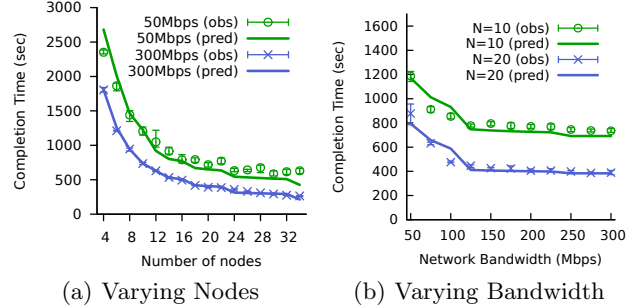 3000
2500
2000
1500
1000
500
0
Completion Time (sec)
50Mbps (obs)
50Mbps (pred)
300Mbps (obs)
300Mbps (pred)
4 8 12 16 20 24 28 32
Number of nodes
(a) Varying Nodes
1600
1400
1200
1000
800
600
400
200
0
Completion Time (sec)
N=10 (obs)
N=10 (pred)
N=20 (obs)
N=20 (pred)
50 100 150 200 250 300
Network Bandwidth (Mbps)
(b) Varying Bandwidth